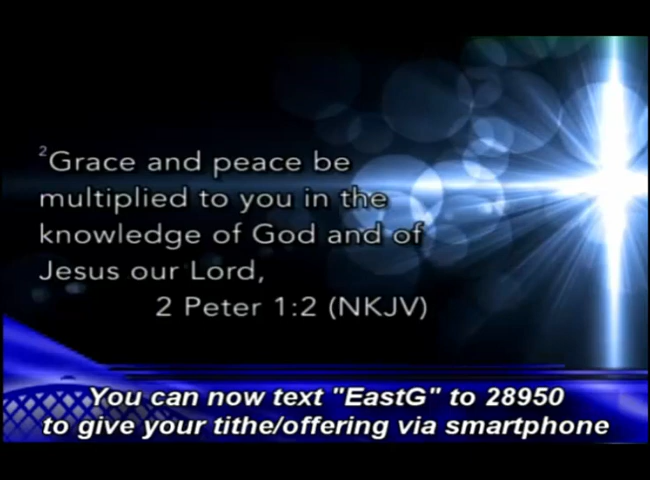 ²Grace and peace be
multiplied to you in the
knowledge of God and of
Jesus our Lord,
2 Peter 1:2 (NKJV)
You can now text "EastG" to 28950
to give your tithe/offering via smartphone